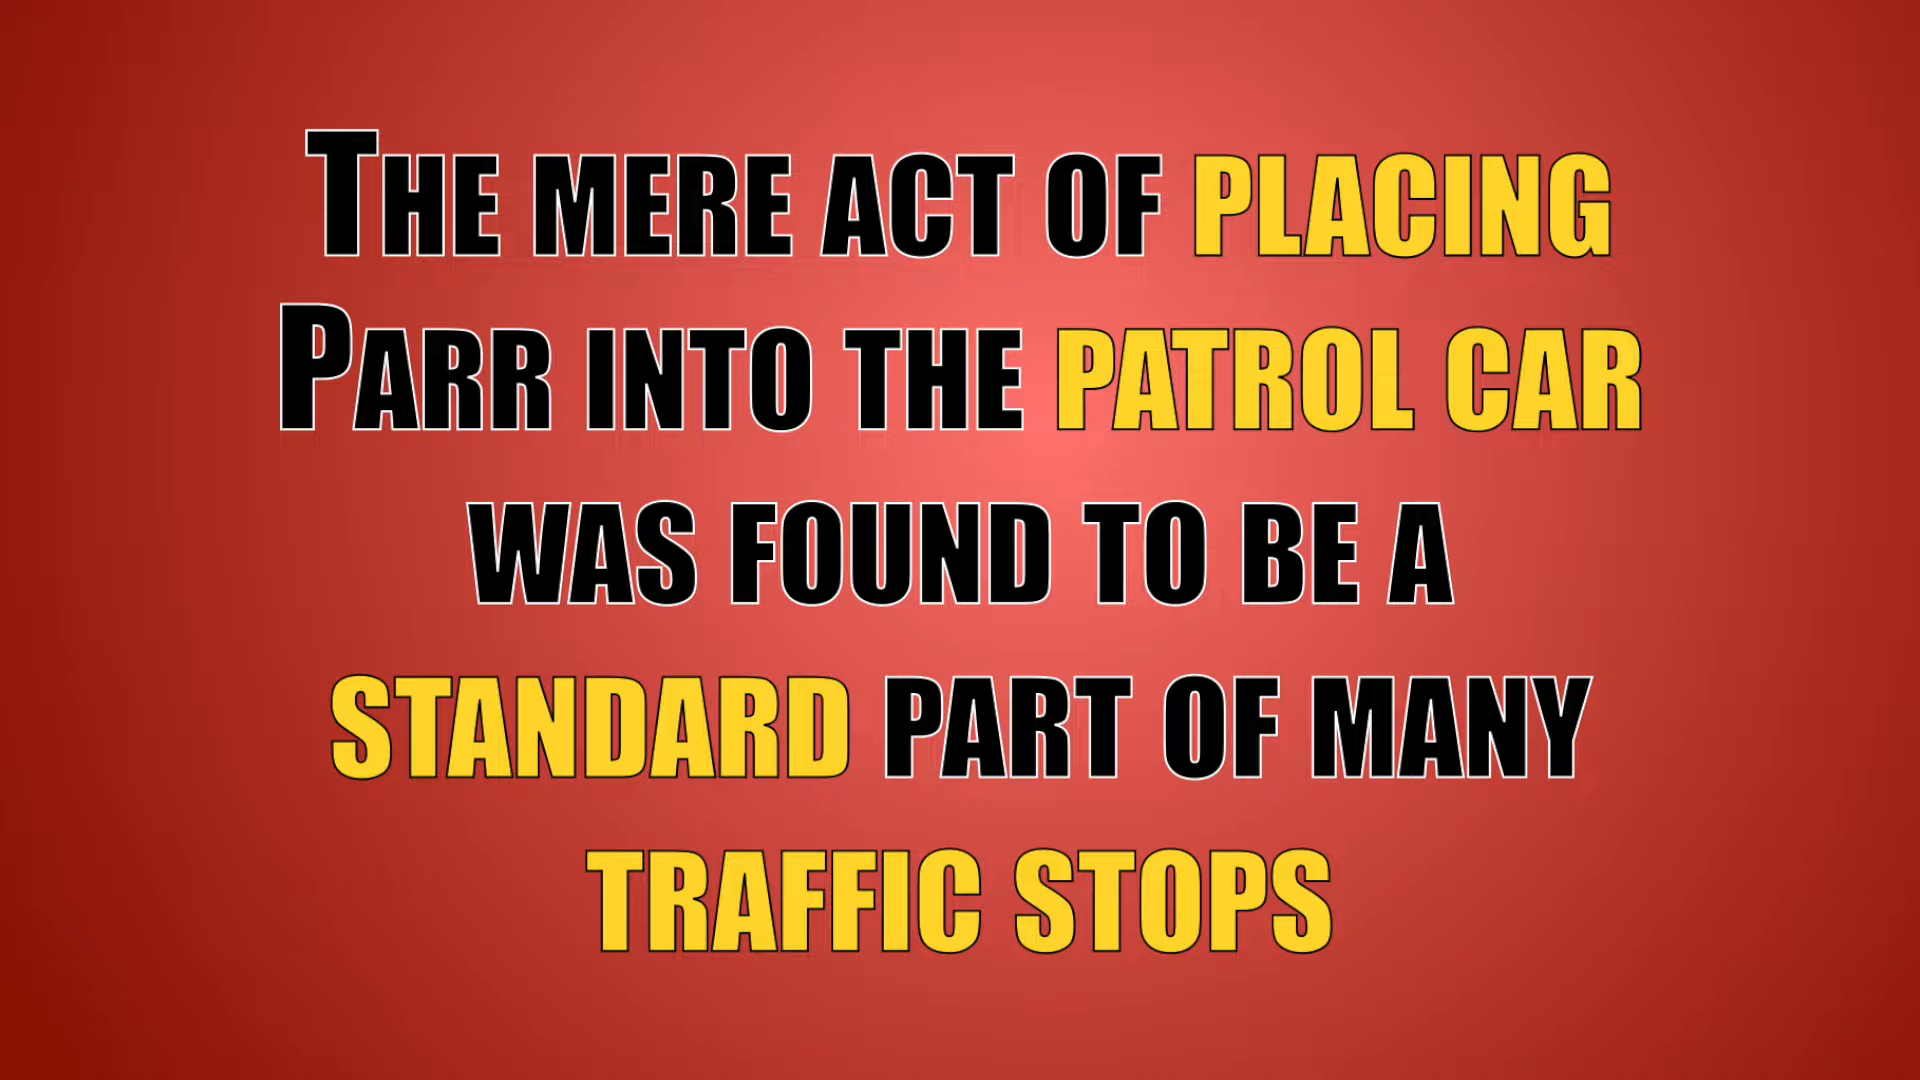 The mere act of placing
Parr into the patrol car
was found to be a
standard part of many
traffic stops